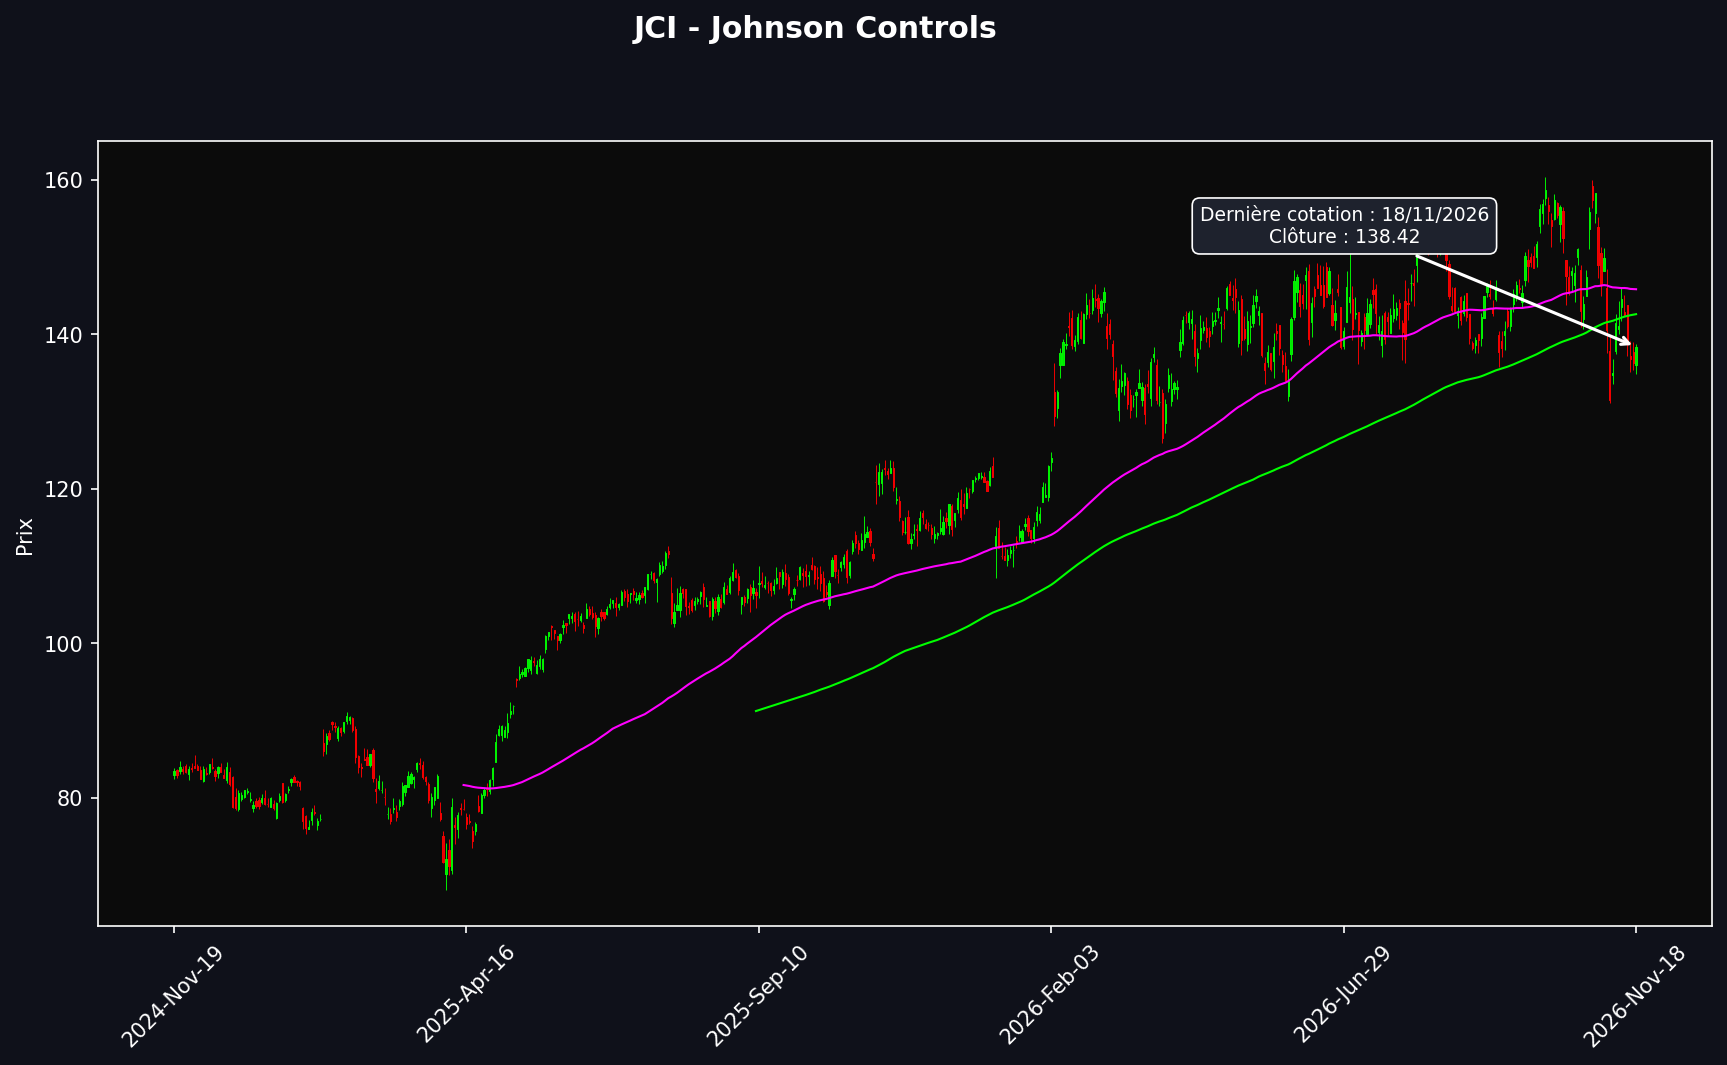 JCI - Johnson Controls
Dernière cotation : 18/11/2026
Clôture : 138.42
Prix
160
140
120
100
80
2024-Nov-19
2025-Apr-16
2025-Sep-10
2026-Feb-03
2026-Jun-29
2026-Nov-18